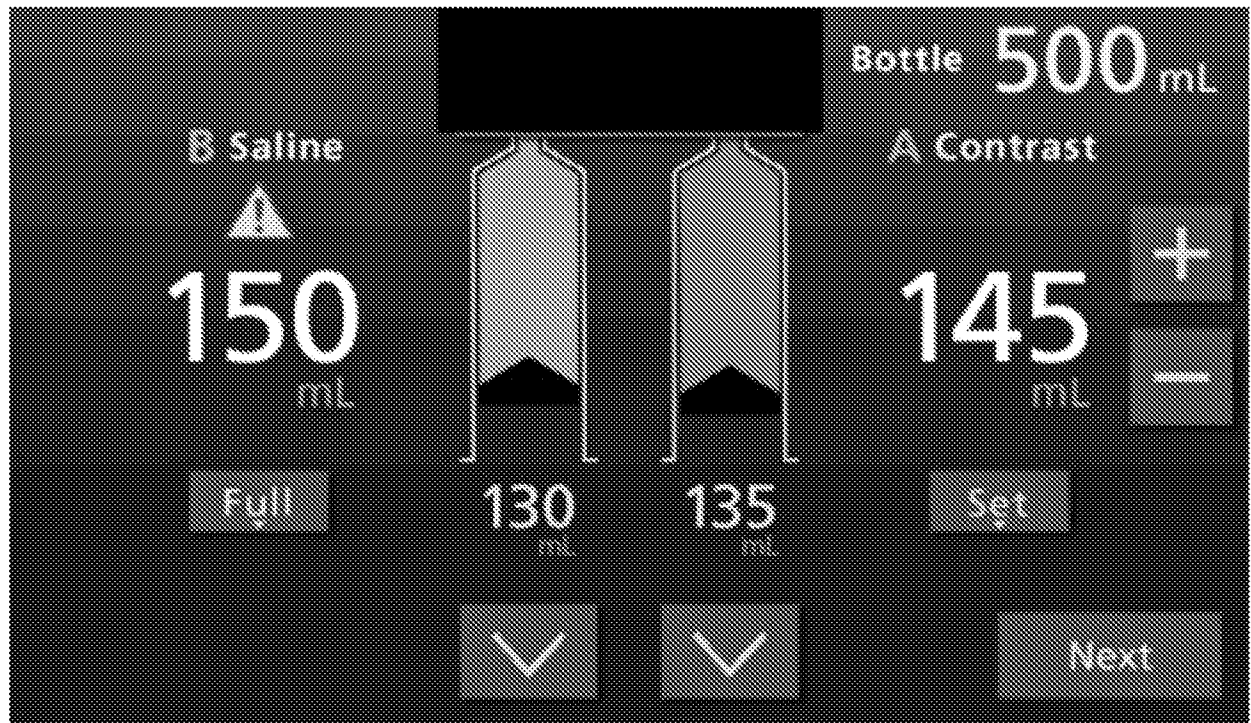 Bottle 500 mL
B Saline
A Contrast
150
mL
145
mL
+
−
Full
130
mL
135
mL
Set
Next